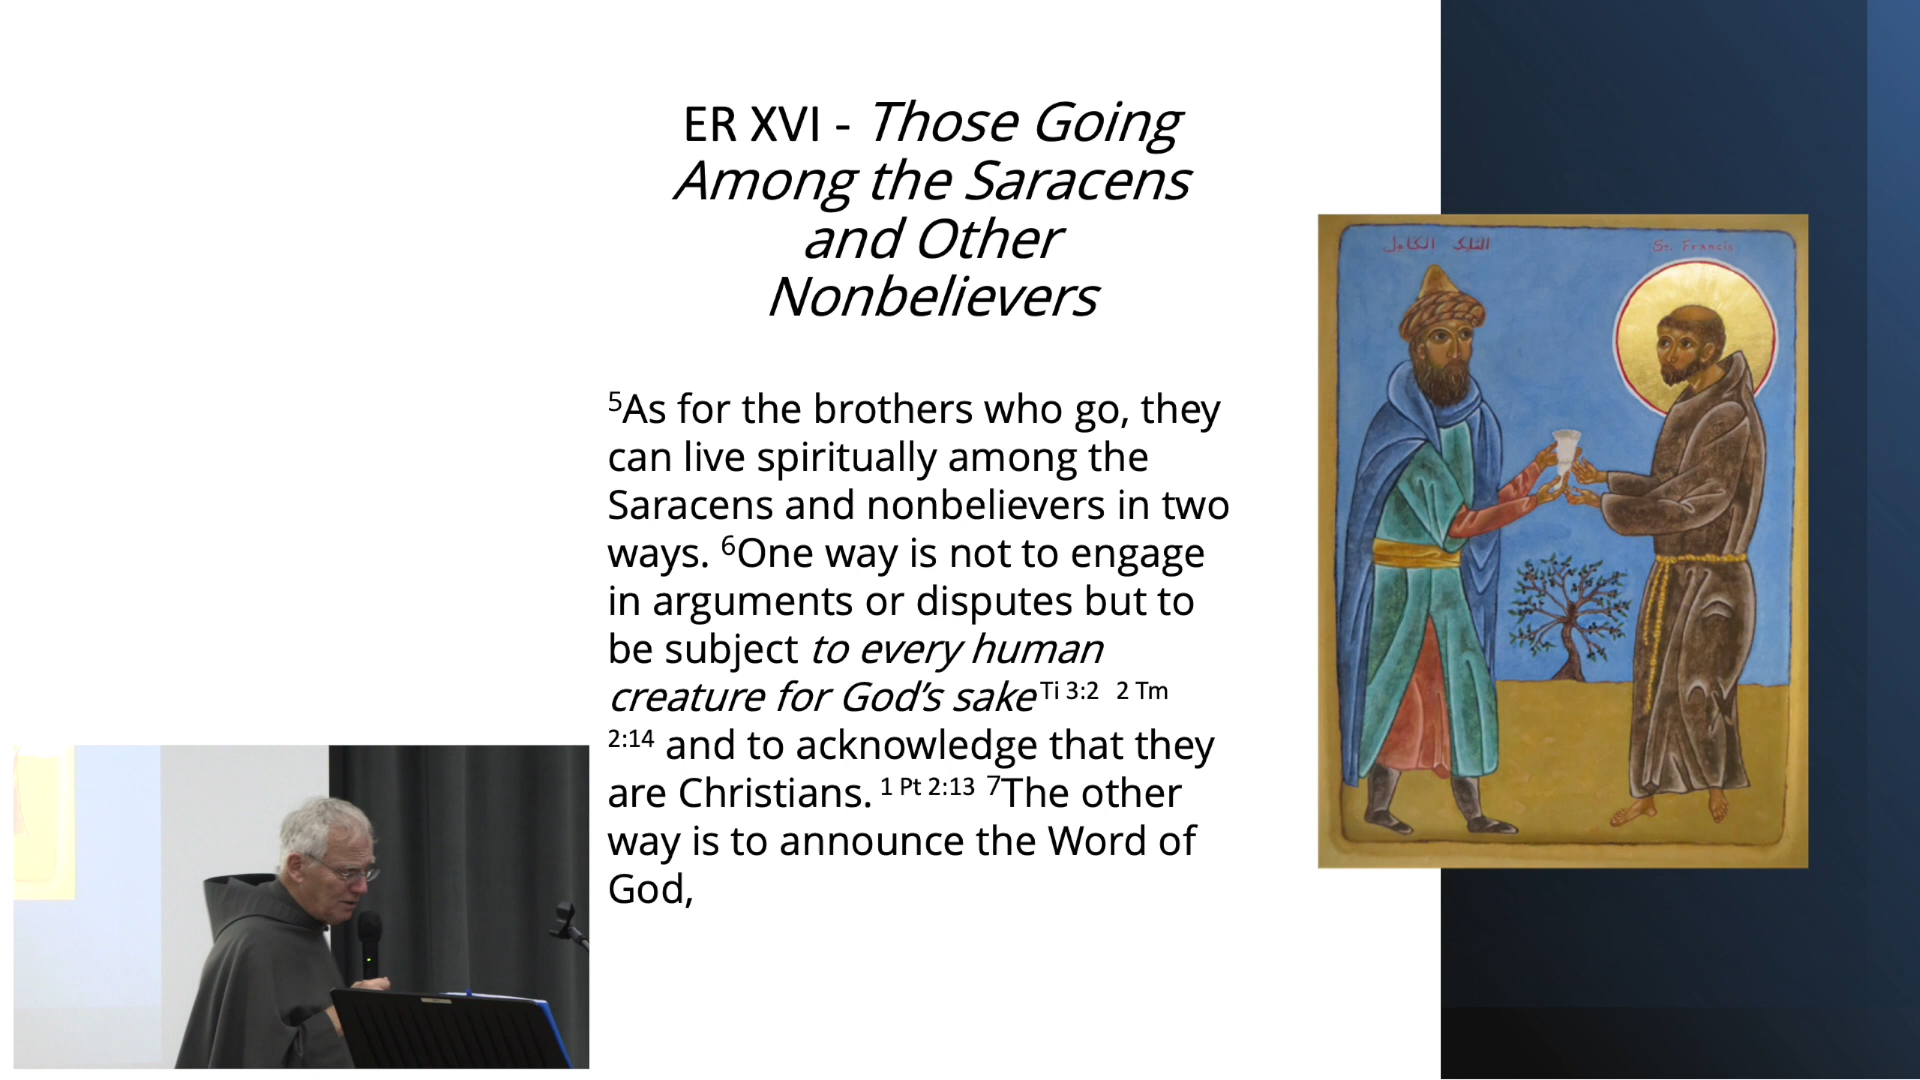 ER XVI - Those Going
Among the Saracens
and Other
Nonbelievers
5As for the brothers who go, they
can live spiritually among the
Saracens and nonbelievers in two
ways. 6One way is not to engage
in arguments or disputes but to
be subject to every human
creature for God’s sake Ti 3:2 2 Tm
2:14 and to acknowledge that they
are Christians. 1 Pt 2:13 7The other
way is to announce the Word of
God,
الملك الكامل
St. Francis